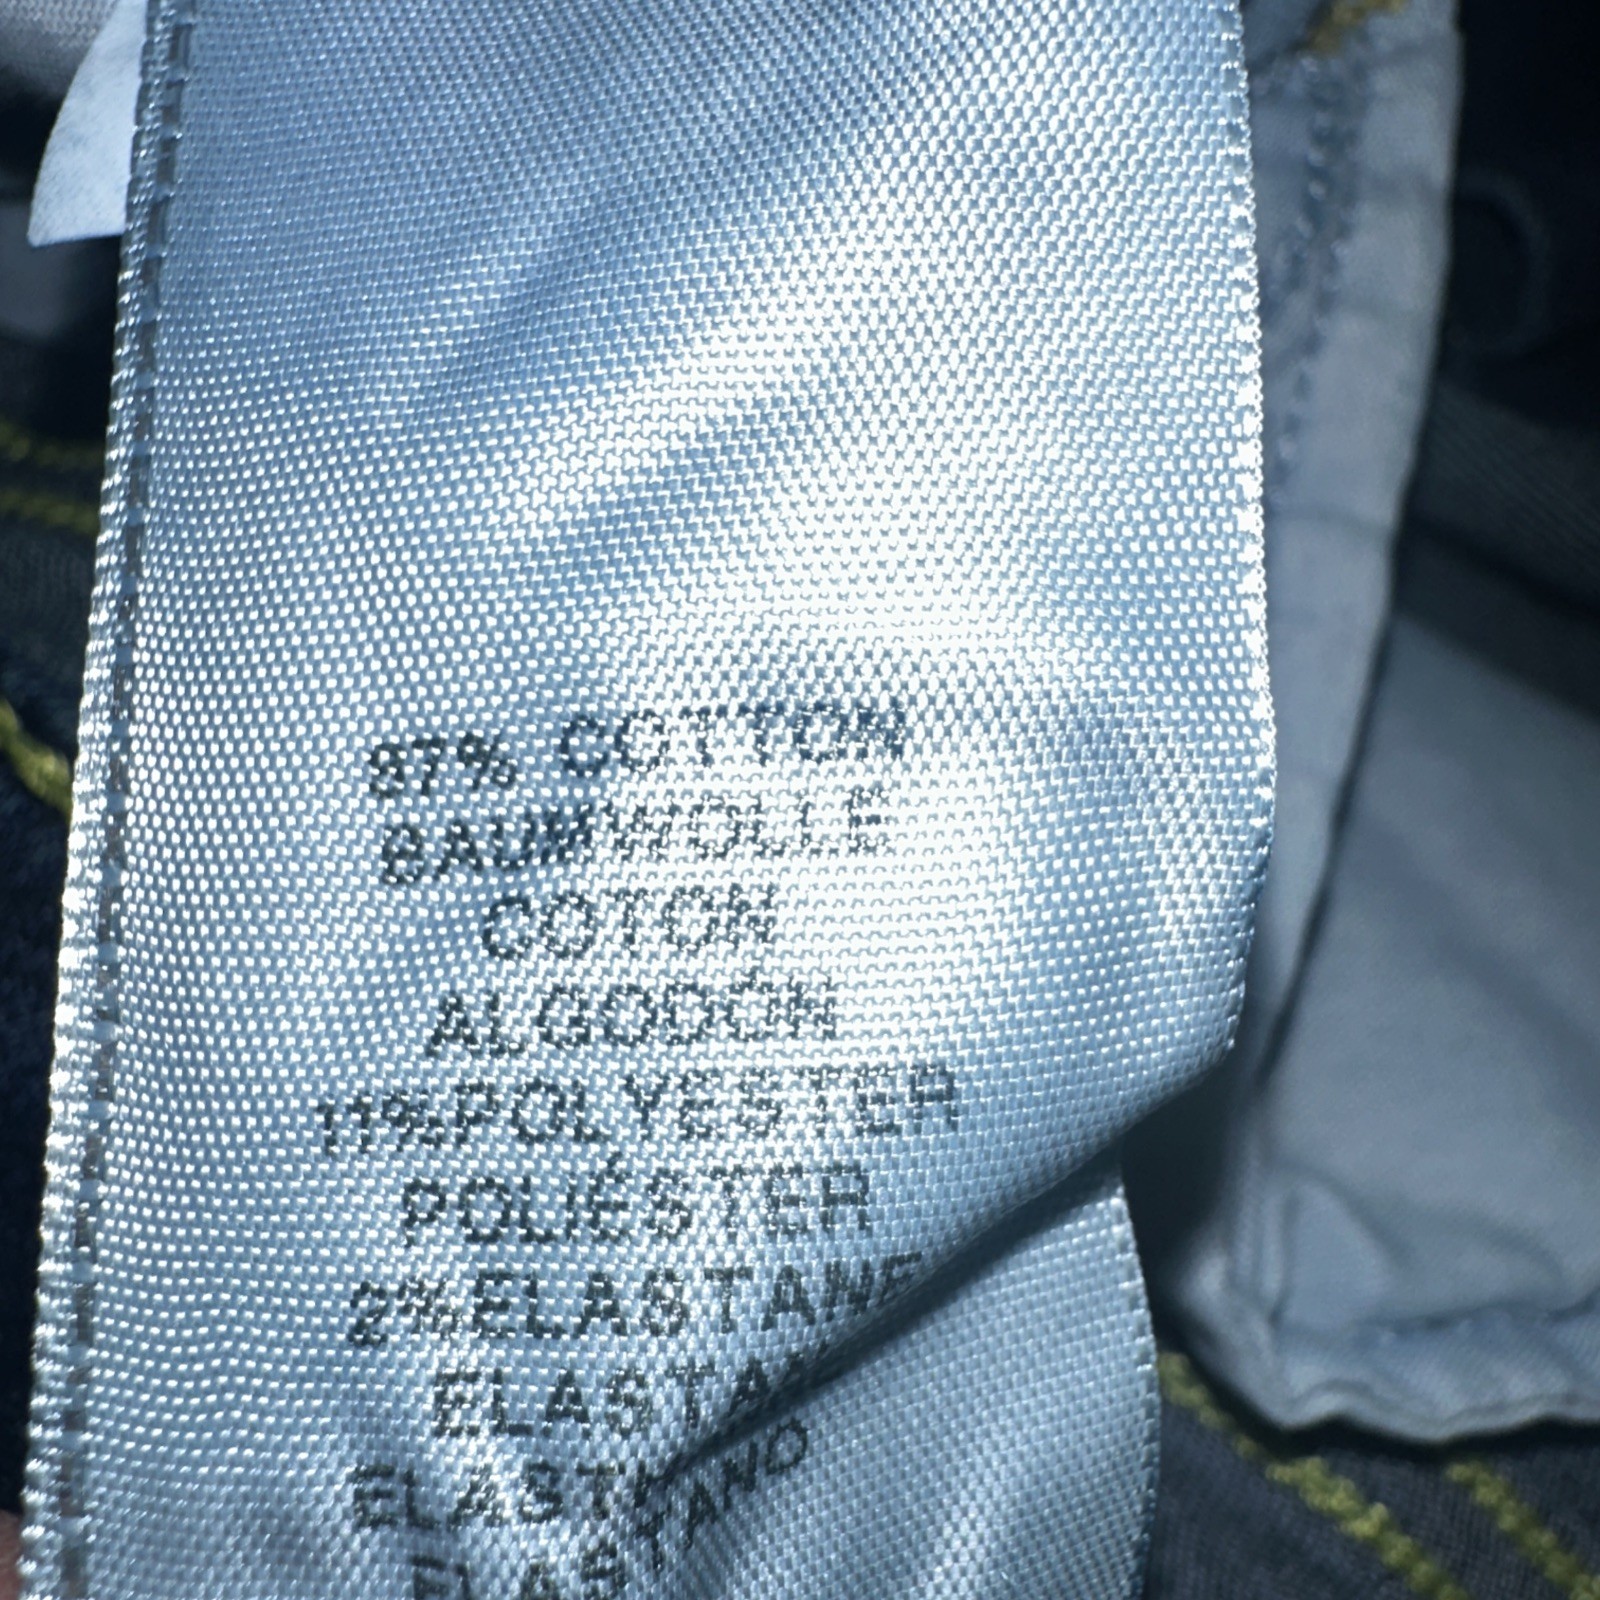 87% COTTON
BAUMWOLLE
COTON
ALGODÓN
11%POLYESTER
POLIÉSTER
2%ELASTANE